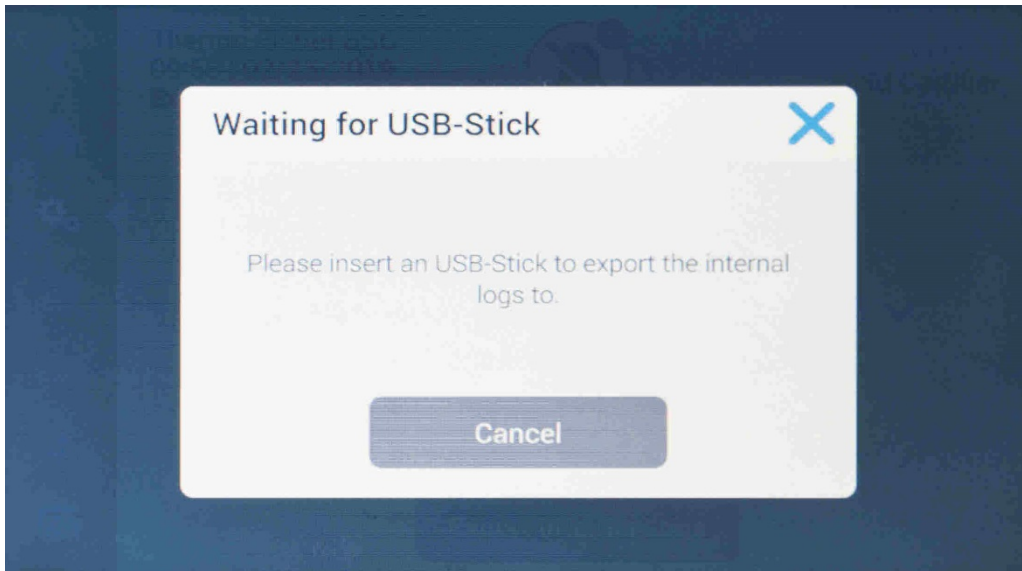 Waiting for USB-Stick
Please insert an USB-Stick to export the internal
logs to.
Cancel